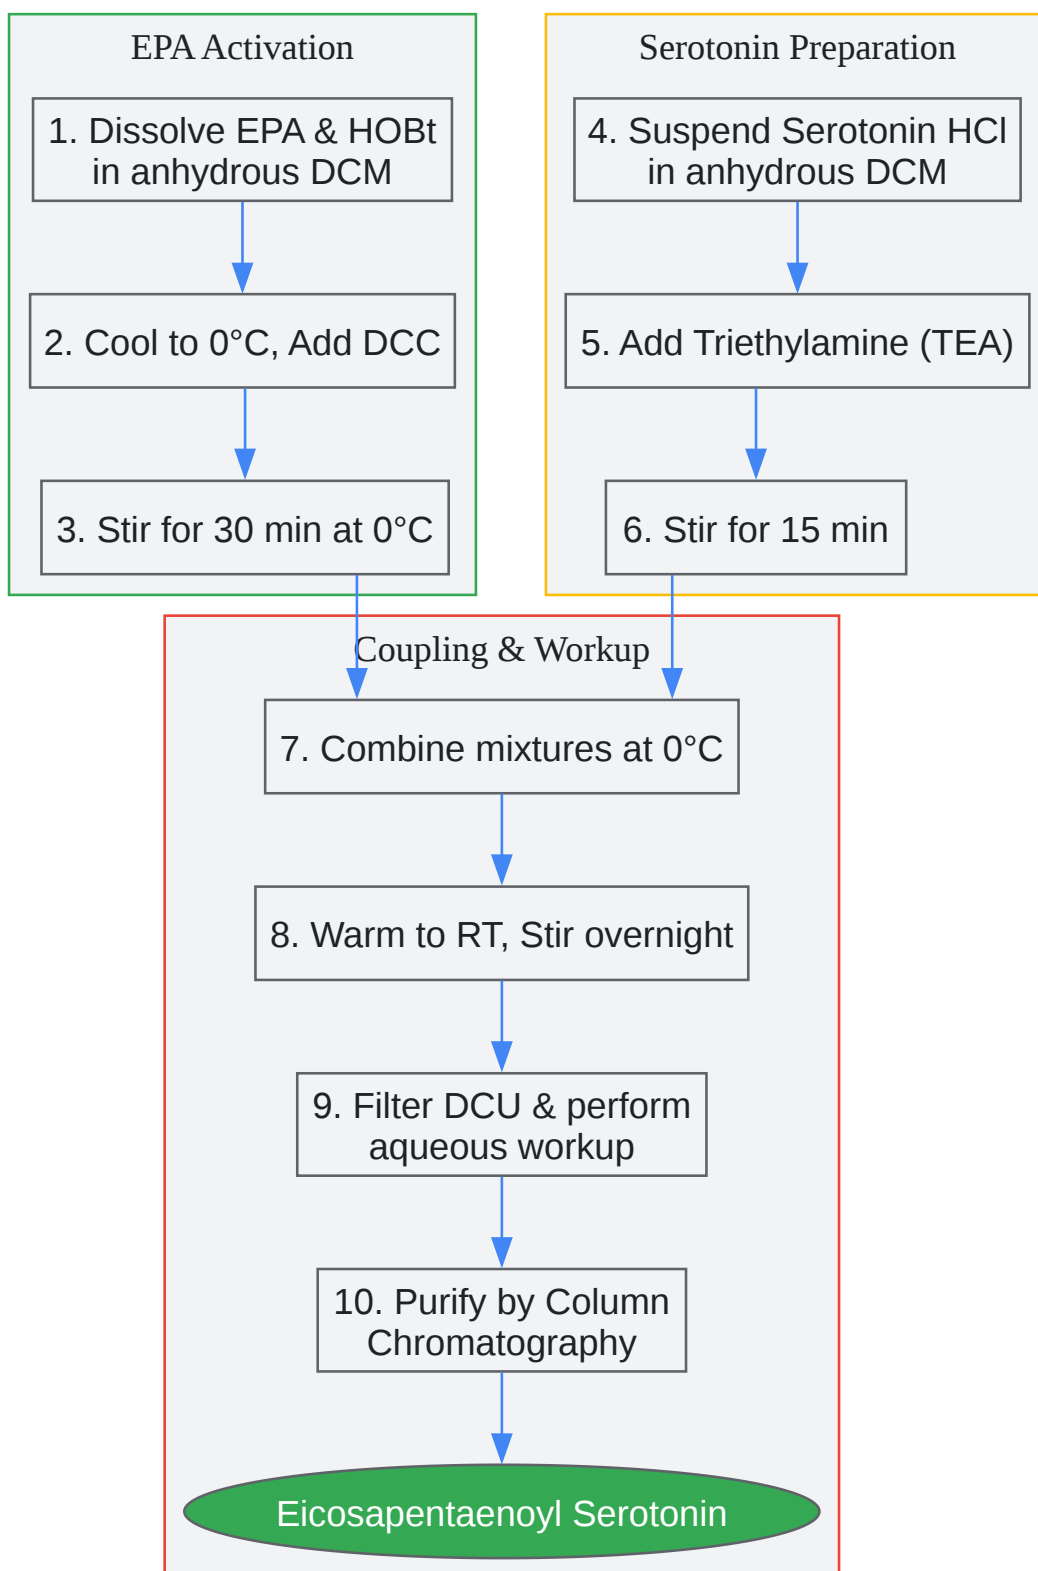 EPA Activation
1. Dissolve EPA & HOBt
in anhydrous DCM
2. Cool to 0°C, Add DCC
3. Stir for 30 min at 0°C
Serotonin Preparation
4. Suspend Serotonin HCl
in anhydrous DCM
5. Add Triethylamine (TEA)
6. Stir for 15 min
Coupling & Workup
7. Combine mixtures at 0°C
8. Warm to RT, Stir overnight
9. Filter DCU & perform
aqueous workup
10. Purify by Column
Chromatography
Eicosapentaenoyl Serotonin